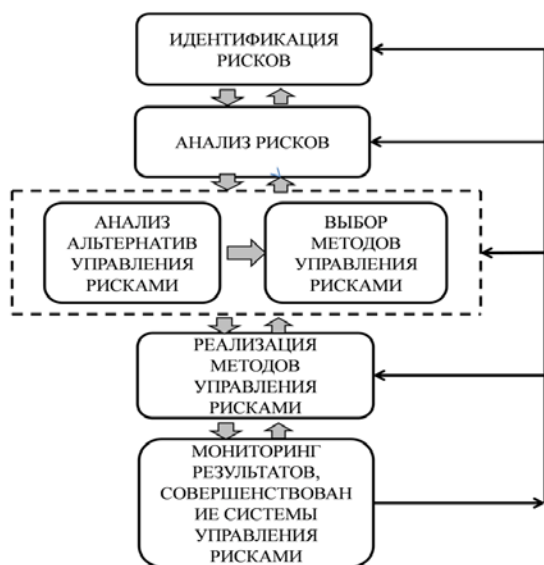 ИДЕНТИФИКАЦИЯ
РИСКОВ
АНАЛИЗ РИСКОВ
АНАЛИЗ
АЛЬТЕРНАТИВ
УПРАВЛЕНИЯ
РИСКАМИ
ВЫБОР
МЕТОДОВ
УПРАВЛЕНИЯ
РИСКАМИ
РЕАЛИЗАЦИЯ
МЕТОДОВ
УПРАВЛЕНИЯ
РИСКАМИ
МОНИТОРИНГ
РЕЗУЛЬТАТОВ,
СОВЕРШЕНСТВОВАН
ИЕ СИСТЕМЫ
УПРАВЛЕНИЯ
РИСКАМИ